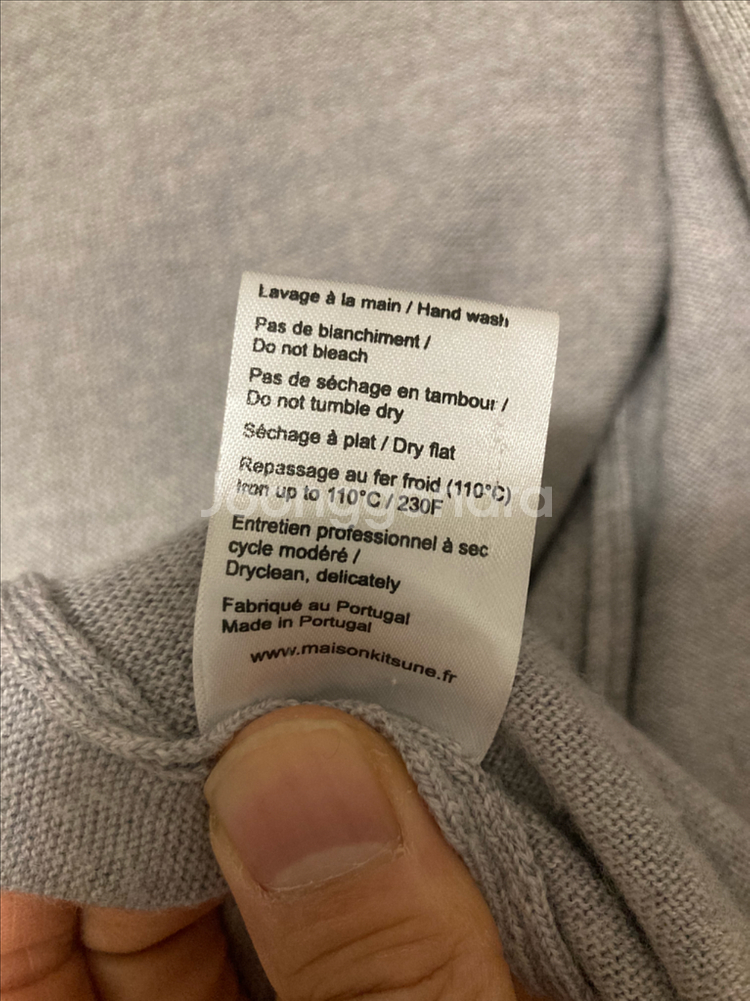 Lavage à la main / Hand wash
Pas de blanchiment /
Do not bleach
Pas de séchage en tambour /
Do not tumble dry
Séchage à plat / Dry flat
Repassage au fer froid (110°C)
Iron up to 110°C / 230F
Joonggonara
Entretien professionnel à sec
cycle modéré /
Dryclean, delicately
Fabriqué au Portugal
Made in Portugal
www.maisonkitsune.fr